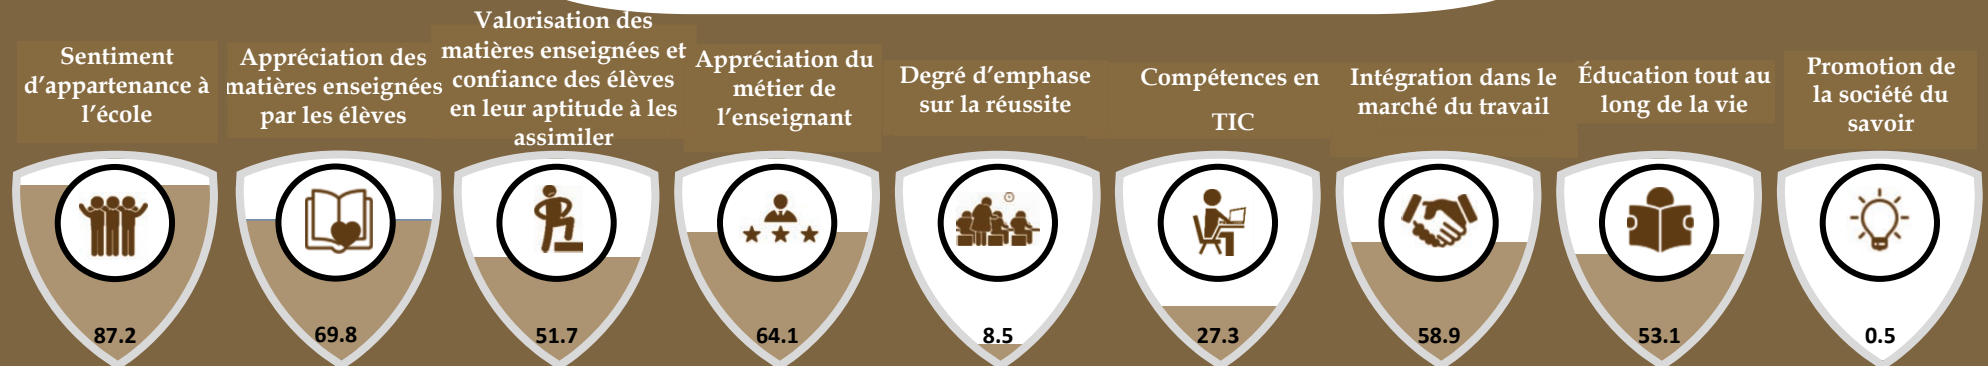 Sentiment
d’appartenance à
l’école
Appréciation des
matières enseignées
par les élèves
Valorisation des
matières enseignées et
confiance des élèves
en leur aptitude à les
assimiler
Appréciation du
métier de
l’enseignant
Degré d’emphase
sur la réussite
Compétences en
TIC
Intégration dans le
marché du travail
Éducation tout au
long de la vie
Promotion de
la société du
savoir
87.2
69.8
51.7
64.1
8.5
27.3
58.9
53.1
0.5